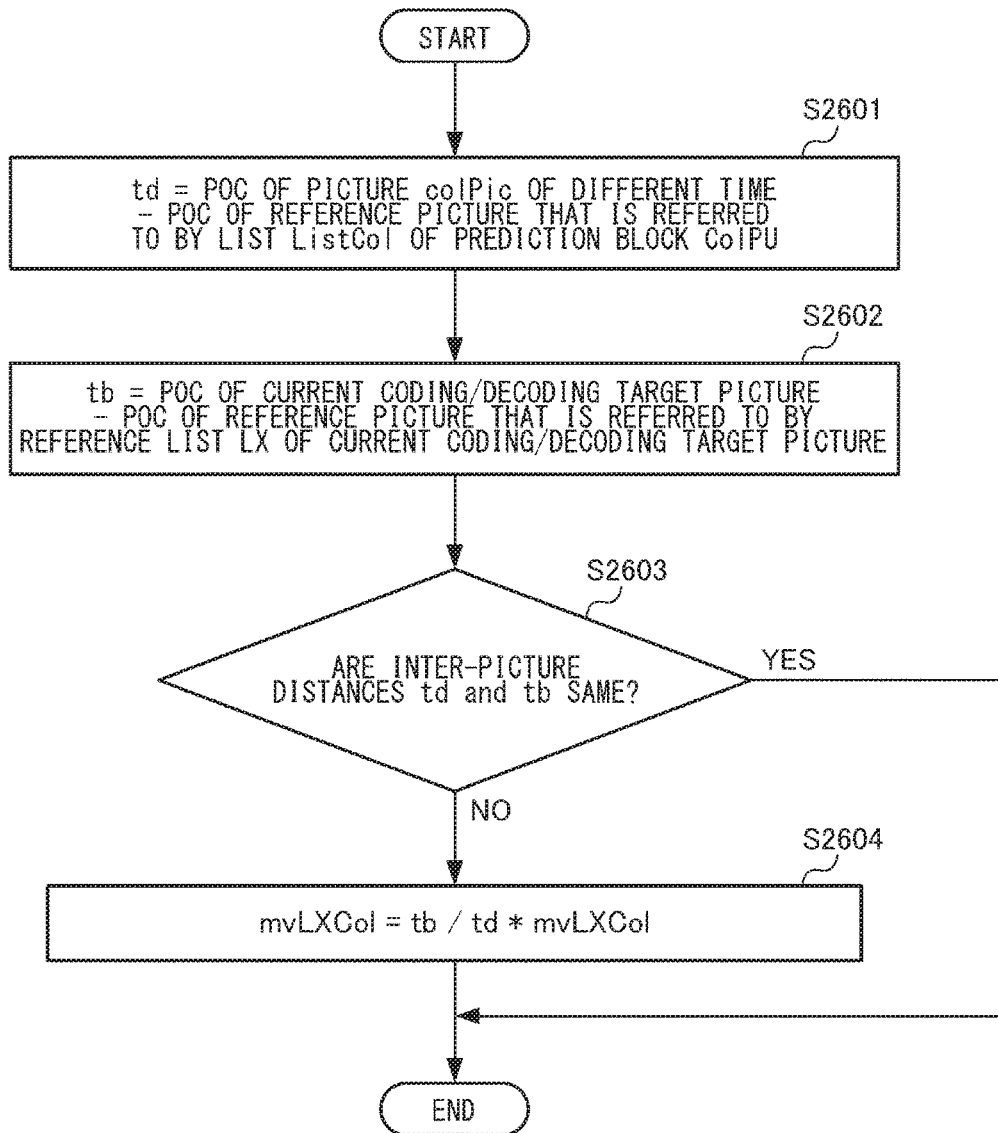 START
S2601
td = POC OF PICTURE colPic OF DIFFERENT TIME
- POC OF REFERENCE PICTURE THAT IS REFERRED
TO BY LIST ListCol OF PREDICTION BLOCK ColPU
S2602
tb = POC OF CURRENT CODING/DECODING TARGET PICTURE
- POC OF REFERENCE PICTURE THAT IS REFERRED TO BY
REFERENCE LIST LX OF CURRENT CODING/DECODING TARGET PICTURE
S2603
ARE INTER-PICTURE
DISTANCES td and tb SAME?
YES
NO
S2604
mvLXCol = tb / td * mvLXCol
END